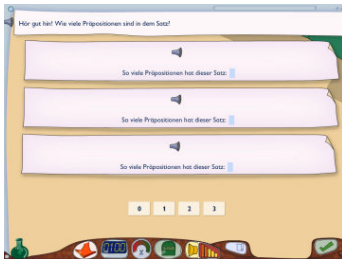 Hör gut hin! Wie viele Präpositionen sind in dem Satz?
So viele Präpositionen hat dieser Satz:
So viele Präpositionen hat dieser Satz:
So viele Präpositionen hat dieser Satz:
0 1 2 3